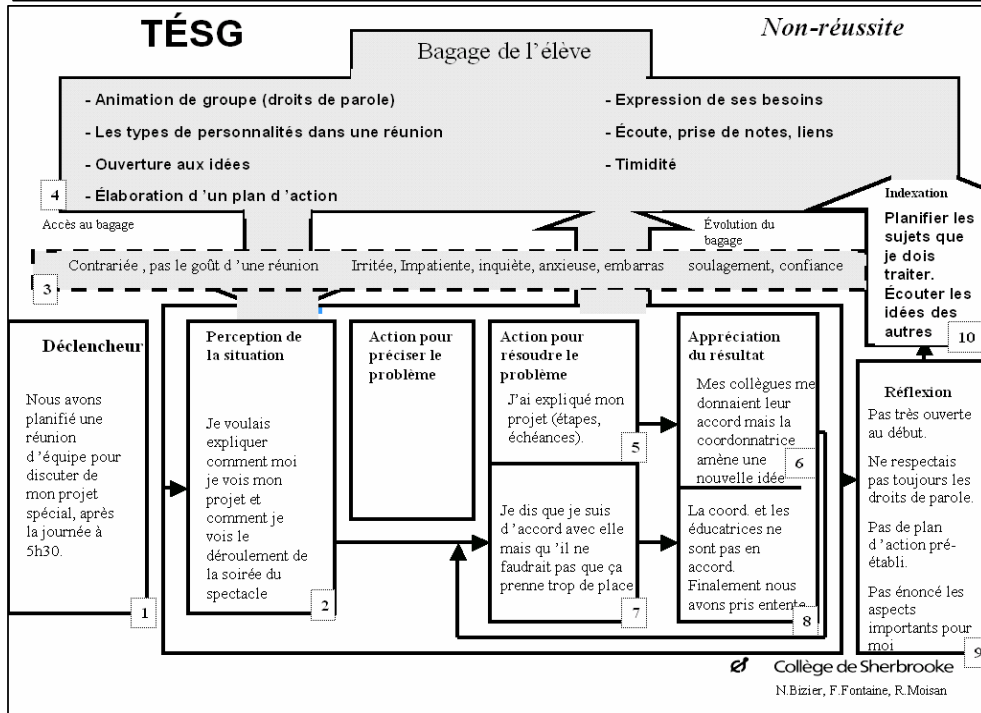 TÉSG
Non-réussite
Bagage de l'élève
- Animation de groupe (droits de parole)
- Les types de personnalités dans une réunion
- Ouverture aux idées
- Élaboration d 'un plan d 'action
- Expression de ses besoins
- Écoute, prise de notes, liens
- Timidité
4
Accès au bagage
Évolution du
bagage
Contrariée , pas le goût d 'une réunion
Irritée, Impatiente, inquiète, anxieuse, embarras
soulagement, confiance
3
Indexation
Planifier les
sujets que
je dois
traiter.
Écouter les
idées des
autres
10
Déclencheur
Nous avons
planifié une
réunion
d 'équipe pour
discuter de
mon projet
spécial, après
la journée à
5h30.
1
Perception de
la situation
Je voulais
expliquer
comment moi
je vois mon
projet et
comment je
vois le
déroulement de
la soirée du
spectacle
2
Action pour
préciser le
problème
Action pour
résoudre le
problème
J'ai expliqué mon
projet (étapes,
échéances).
5
Je dis que je suis
d 'accord avec elle
mais qu 'il ne
faudrait pas que ça
prenne trop de place
7
Appréciation
du résultat
Mes collègues me
donnaient leur
accord mais la
coordonnatrice
amène une
nouvelle idée
6
La coord. et les
éducatrices ne
sont pas en
accord.
Finalement nous
avons pris entente
8
Réflexion
Pas très ouverte
au début.
Ne respectais
pas toujours les
droits de parole.
Pas de plan
d 'action pré-
établi.
Pas énoncé les
aspects
importants pour
moi
9
Collège de Sherbrooke
N.Bizier, F.Fontaine, R.Moisan